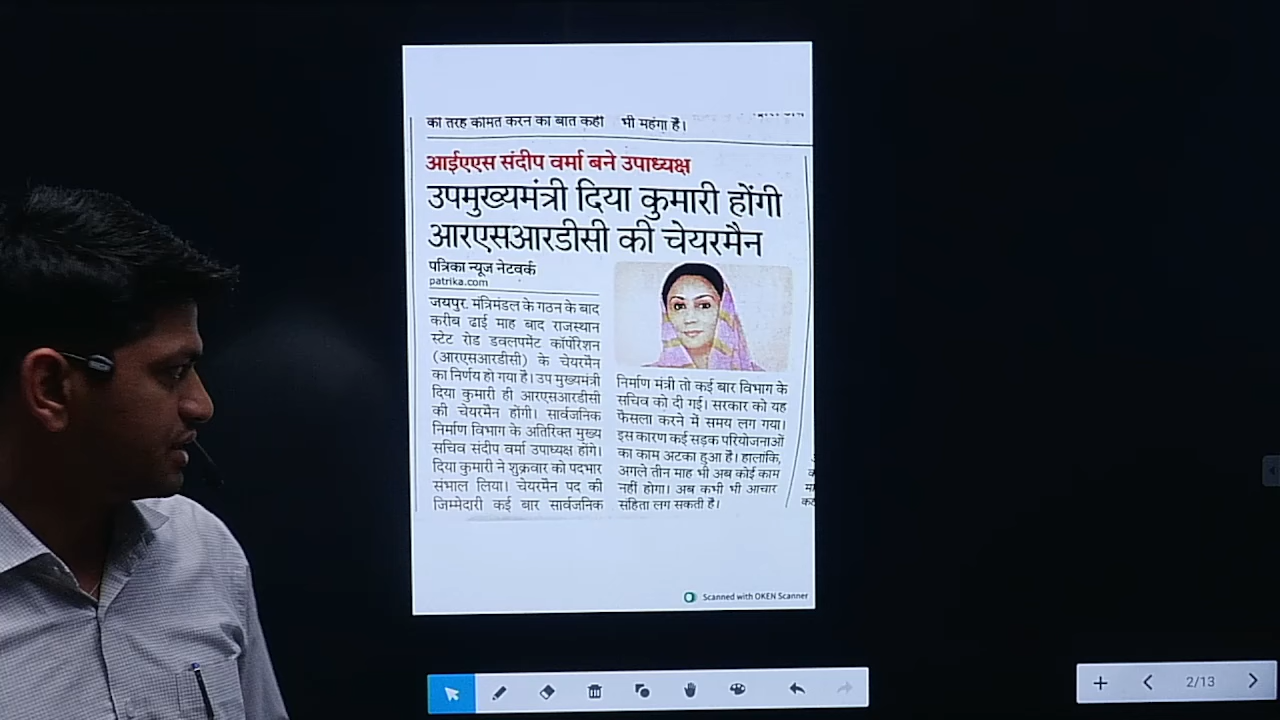 की तरह कीमत करने की बात कही
भी महंगा है।
आईएएस संदीप वर्मा बने उपाध्यक्ष
उपमुख्यमंत्री दिया कुमारी होंगी
आरएसआरडीसी की चेयरमैन
पत्रिका न्यूज नेटवर्क
patrika.com
जयपुर. मंत्रिमंडल के गठन के बाद
करीब ढाई माह बाद राजस्थान
स्टेट रोड डवलपमेंट कॉर्पोरेशन
(आरएसआरडीसी) के चेयरमैन
का निर्णय हो गया है। उप मुख्यमंत्री
दिया कुमारी ही आरएसआरडीसी
की चेयरमैन होंगी। सार्वजनिक
निर्माण विभाग के अतिरिक्त मुख्य
सचिव संदीप वर्मा उपाध्यक्ष होंगे।
दिया कुमारी ने शुक्रवार को पदभार
संभाल लिया। चेयरमैन पद की
जिम्मेदारी कई बार सार्वजनिक
निर्माण मंत्री तो कई बार विभाग के
सचिव को दी गई। सरकार को यह
फैसला करने में समय लग गया।
इस कारण कई सड़क परियोजनाओं
का काम अटका हुआ है। हालांकि,
अगले तीन माह भी अब कोई काम
नहीं होगा। अब कभी भी आचार
संहिता लग सकती है।
Scanned with OKEN Scanner
2/13